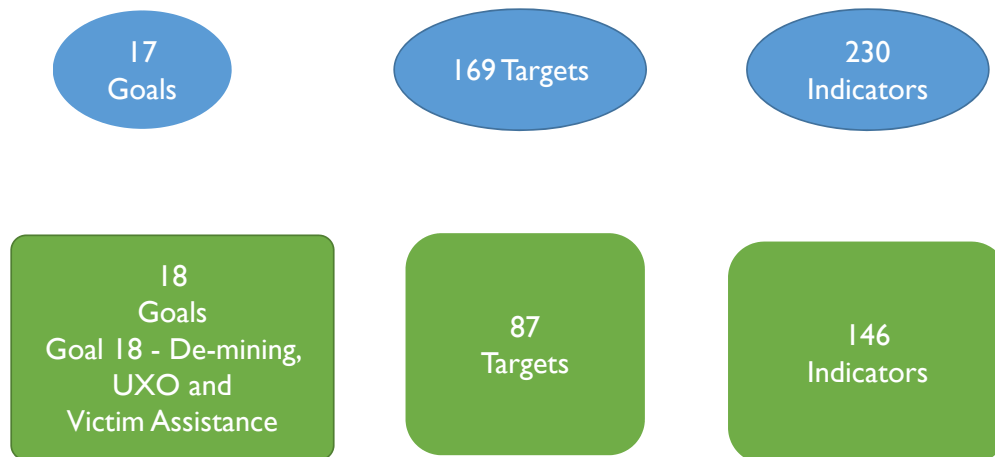 17
Goals
169 Targets
230
Indicators
18
Goals
Goal 18 - De-mining,
UXO and
Victim Assistance
87
Targets
146
Indicators